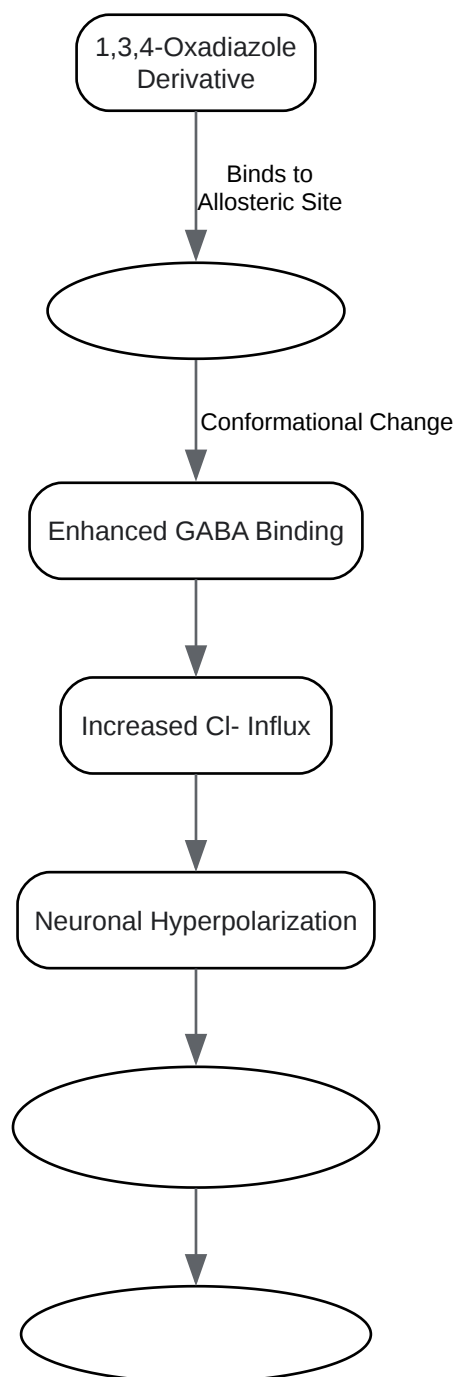 1,3,4-Oxadiazole
Derivative
Binds to
Allosteric Site
Conformational Change
Enhanced GABA Binding
Increased Cl- Influx
Neuronal Hyperpolarization